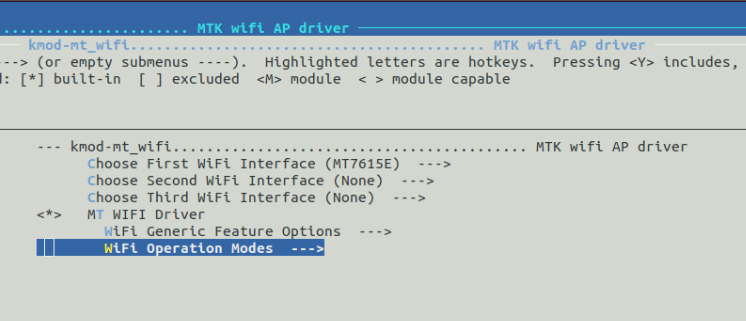 ..................... MTK wifi AP driver
kmod-mt_wifi.......................................... MTK wifi AP driver
--> (or empty submenus ----).  Highlighted letters are hotkeys.  Pressing <Y> includes,
d: [*] built-in  [ ] excluded  <M> module  < > module capable
--- kmod-mt_wifi.......................................... MTK wifi AP driver
Choose First WiFi Interface (MT7615E)  --->
Choose Second WiFi Interface (None)  --->
Choose Third WiFi Interface (None)  --->
<*>   MT WIFI Driver
WiFi Generic Feature Options  --->
WiFi Operation Modes  --->